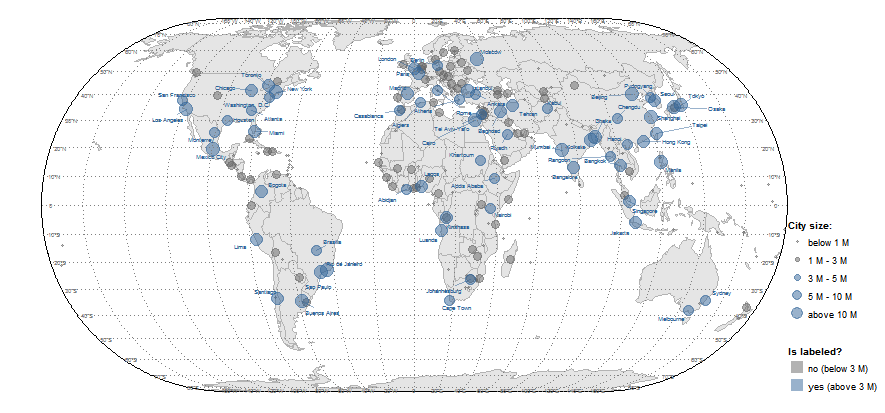 Moscow
London
Paris
Toronto
Chicago
New York
San Francisco
Washington, D.C.
Los Angeles
Atlanta
Miami
Monterrey
Mexico City
Casablanca
Algiers
Athens
Rome
Tel Aviv-Yafo
Baghdad
Tehran
Cairo
Riyadh
Kabul
Beijing
Pyongyang
Seoul
Tokyo
Osaka
Chengdu
Shanghai
Dhaka
Taipei
Hong Kong
Hanoi
Mumbai
Kolkata
Rangoon
Bangkok
Bangalore
Manila
Khartoum
Addis Ababa
Lagos
Abidjan
Bogota
Nairobi
Kinshasa
Luanda
Singapore
Jakarta
Lima
Brasilia
Rio de Janeiro
Sao Paulo
Santiago
Buenos Aires
Johannesburg
Cape Town
Sydney
Melbourne
City size:
below 1 M
1 M - 3 M
3 M - 5 M
5 M - 10 M
above 10 M
Is labeled?
no (below 3 M)
yes (above 3 M)